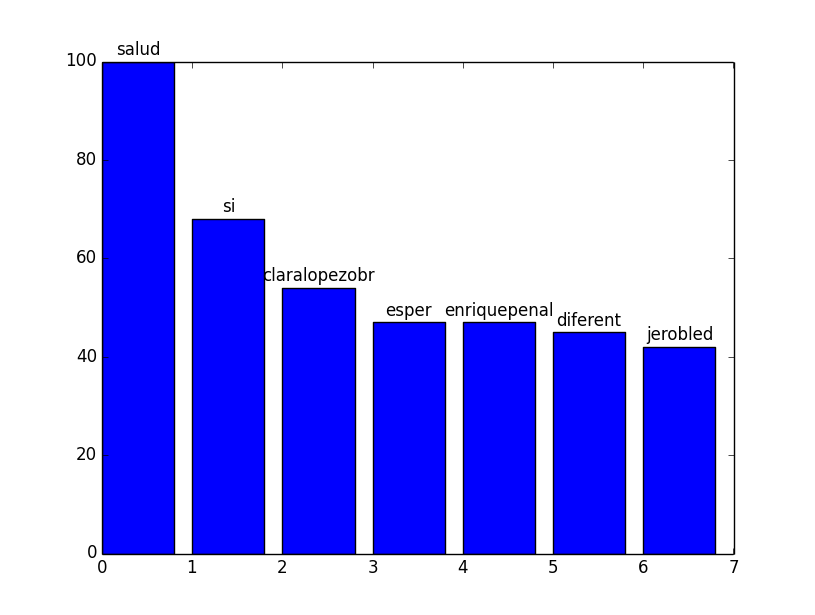 salud
100
si
80
claralopezobr
60
esper
enriquepenal
diferent
jerobled
40
20
0
0 1 2 3 4 5 6 7